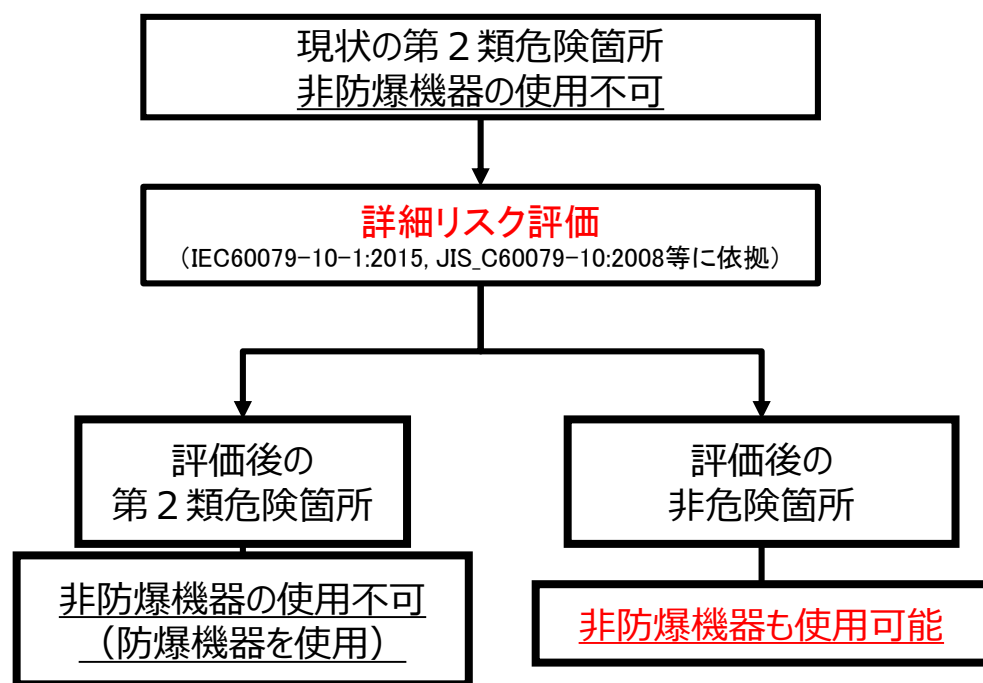 現状の第２類危険箇所
非防爆機器の使用不可
詳細リスク評価
（IEC60079-10-1:2015, JIS_C60079-10:2008等に依拠）
評価後の
第２類危険箇所
非防爆機器の使用不可
（防爆機器を使用）
評価後の
非危険箇所
非防爆機器も使用可能